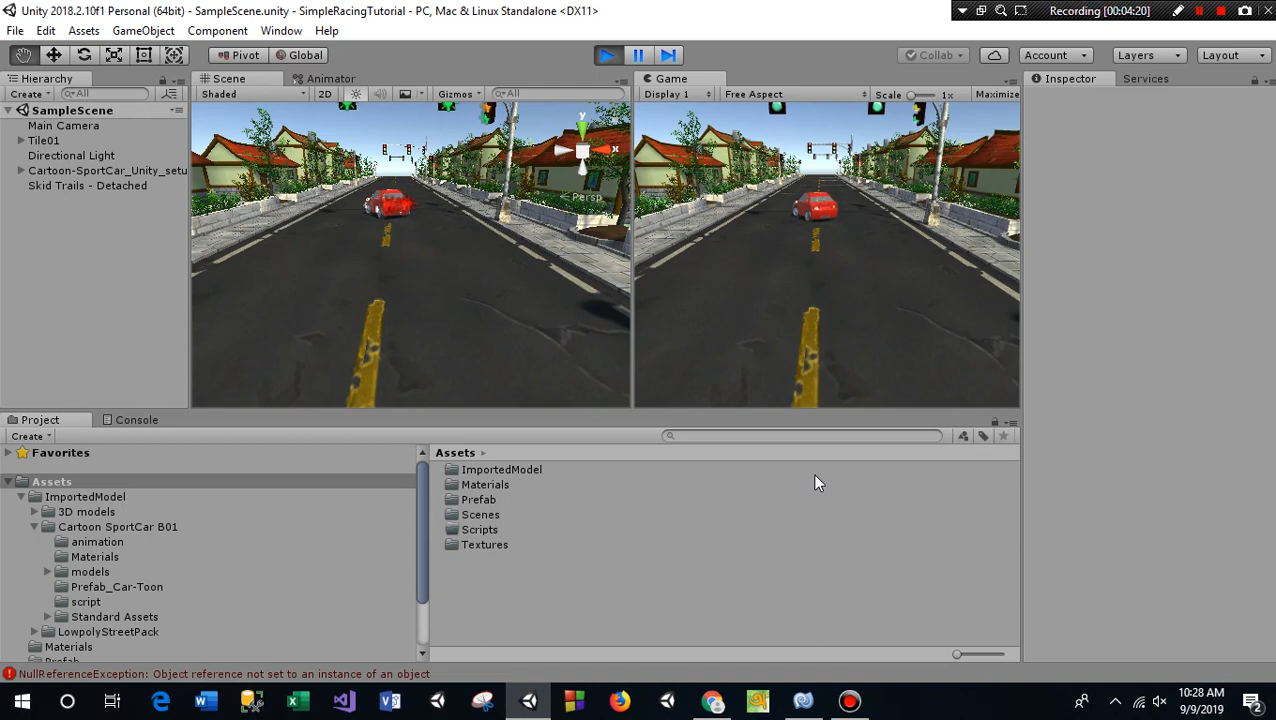 Unity 2018.2.10f1 Personal (64bit) - SampleScene.unity - SimpleRacingTutorial - PC, Mac & Linux Standalone <DX11>
Recording [00:04:20]
File Edit Assets GameObject Component Window Help
Pivot Global Collab Account Layers Layout
Hierarchy Scene Animator Game Inspector Services
Create All Shaded 2D Gizmos All Display 1 Free Aspect Scale 1x Maximize
SampleScene
Main Camera
Tile01
Directional Light
Cartoon-SportCar_Unity_setu
Skid Trails - Detached
y
x
Persp
Project Console
Create
Favorites
Assets
Assets
ImportedModel
3D models
Cartoon SportCar B01
animation
Materials
models
Prefab_Car-Toon
script
Standard Assets
LowpolyStreetPack
Materials
ImportedModel
Materials
Prefab
Scenes
Scripts
Textures
NullReferenceException: Object reference not set to an instance of an object
10:28 AM
9/9/2019
2